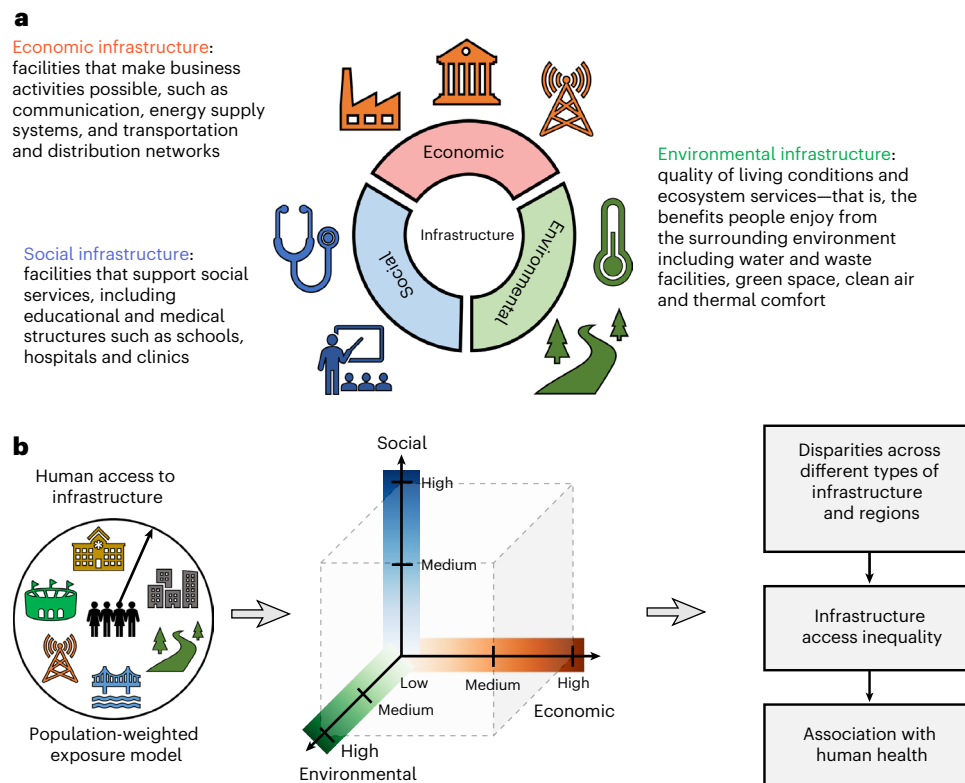 a
Economic infrastructure:
facilities that make business
activities possible, such as
communication, energy supply
systems, and transportation
and distribution networks
Social infrastructure:
facilities that support social
services, including
educational and medical
structures such as schools,
hospitals and clinics
Economic
Social
Infrastructure
Environmental
Environmental infrastructure:
quality of living conditions and
ecosystem services—that is, the
benefits people enjoy from
the surrounding environment
including water and waste
facilities, green space, clean air
and thermal comfort
b
Human access to
infrastructure
Population-weighted
exposure model
Social
High
Medium
Low
Medium
High
Economic
Medium
High
Environmental
Disparities across
different types of
infrastructure
and regions
Infrastructure
access inequality
Association with
human health